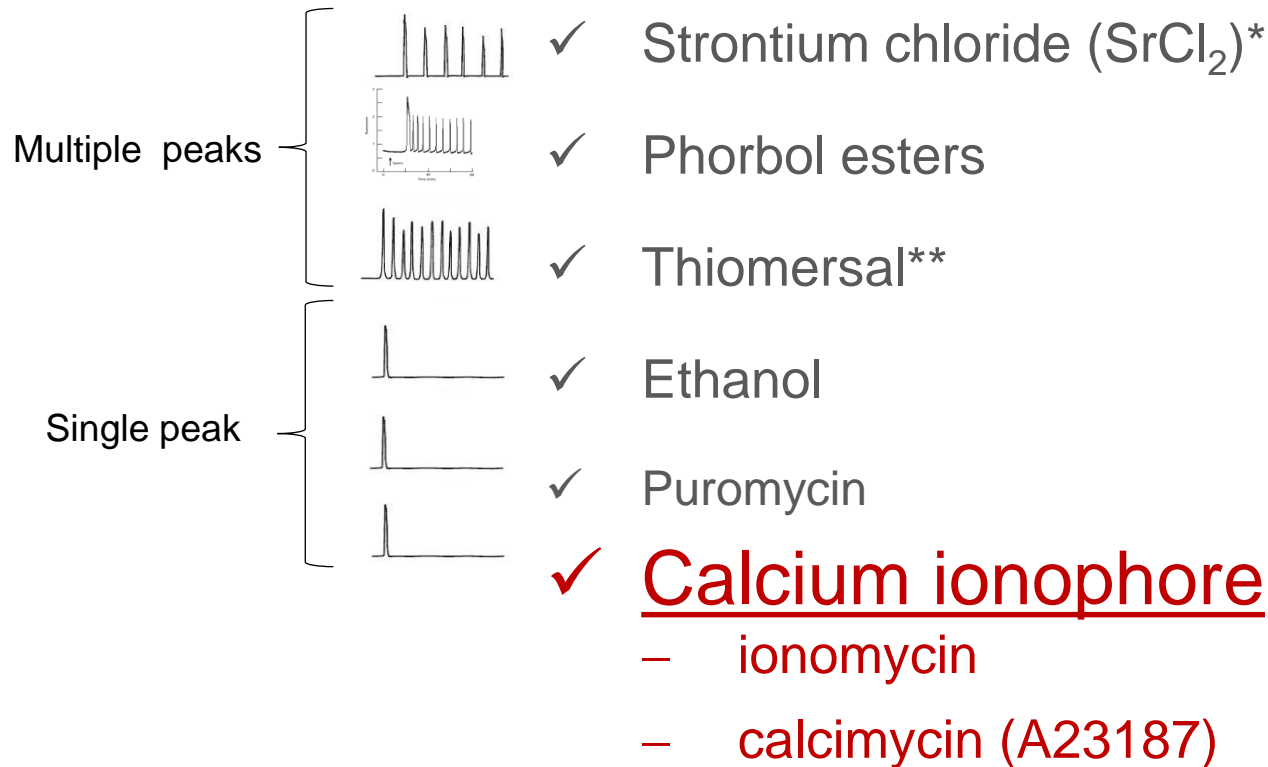 ✓ Strontium chloride (SrCl₂)*
Multiple peaks
✓ Phorbol esters
✓ Thiomersal**
✓ Ethanol
Single peak
✓ Puromycin
✓ Calcium ionophore
– ionomycin
– calcimycin (A23187)